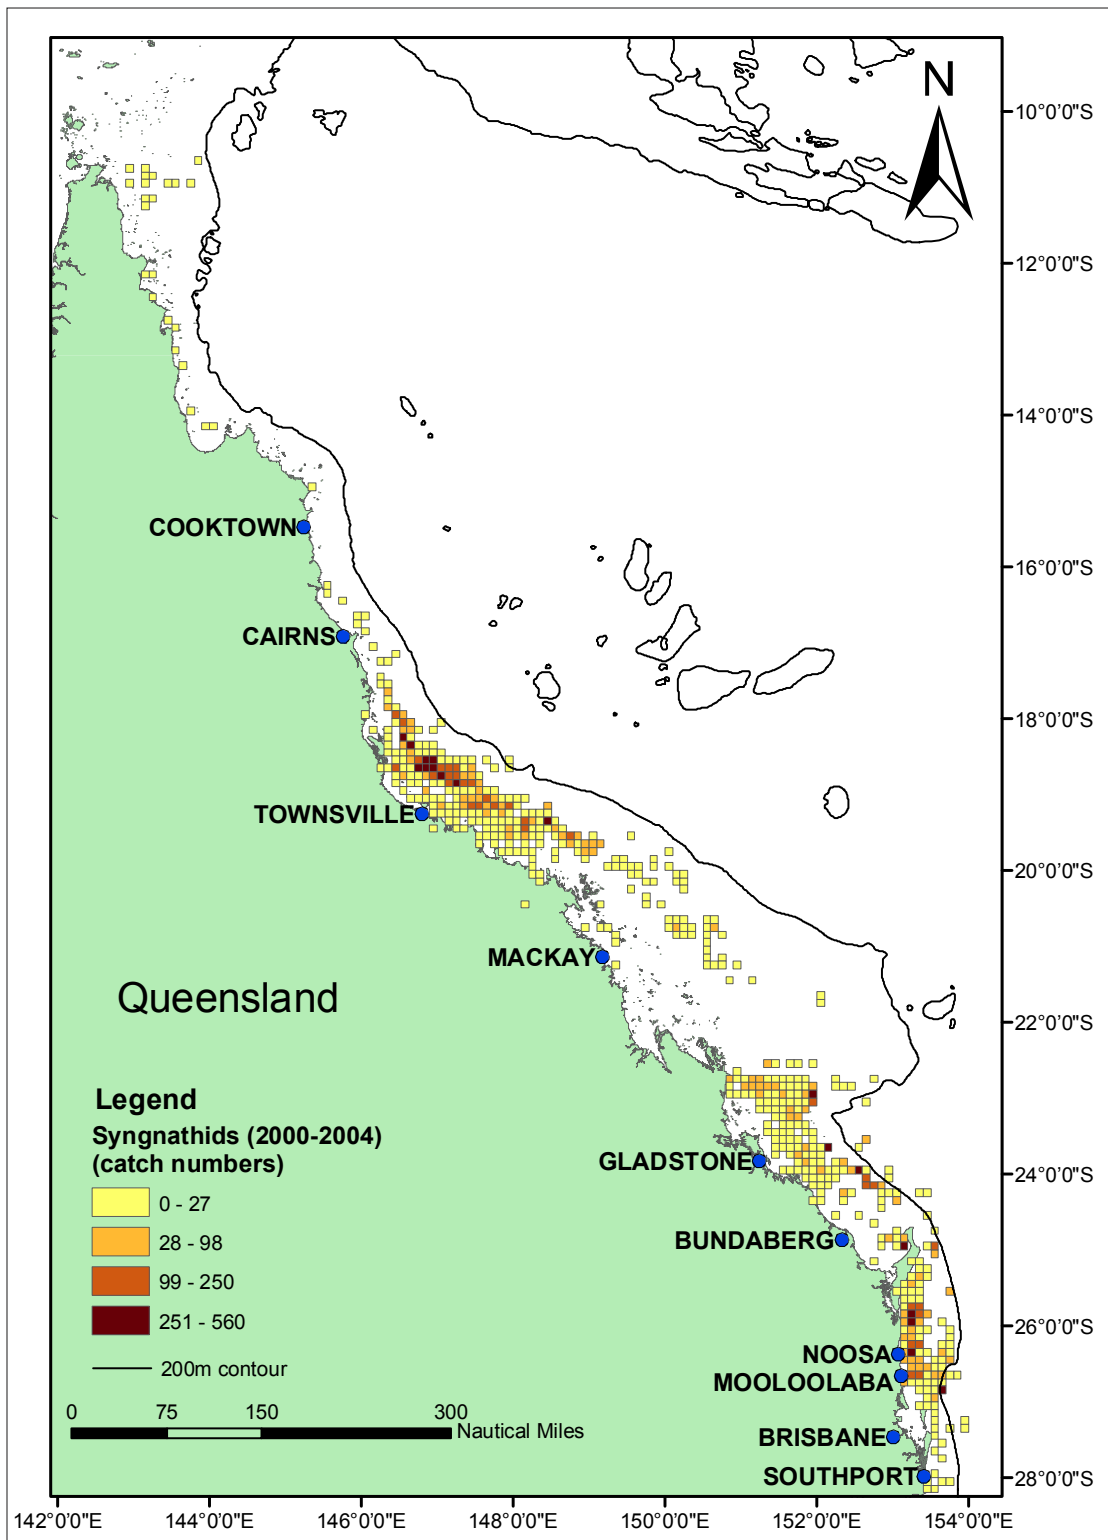 N
10°0'0"S
12°0'0"S
14°0'0"S
COOKTOWN
16°0'0"S
CAIRNS
18°0'0"S
TOWNSVILLE
20°0'0"S
MACKAY
Queensland
22°0'0"S
Legend
Syngnathids (2000-2004)
(catch numbers)
0 - 27
28 - 98
99 - 250
251 - 560
200m contour
0 75 150 300
Nautical Miles
GLADSTONE
24°0'0"S
BUNDABERG
26°0'0"S
NOOSA
MOOLOOLABA
BRISBANE
SOUTHPORT
28°0'0"S
142°0'0"E 144°0'0"E 146°0'0"E 148°0'0"E 150°0'0"E 152°0'0"E 154°0'0"E